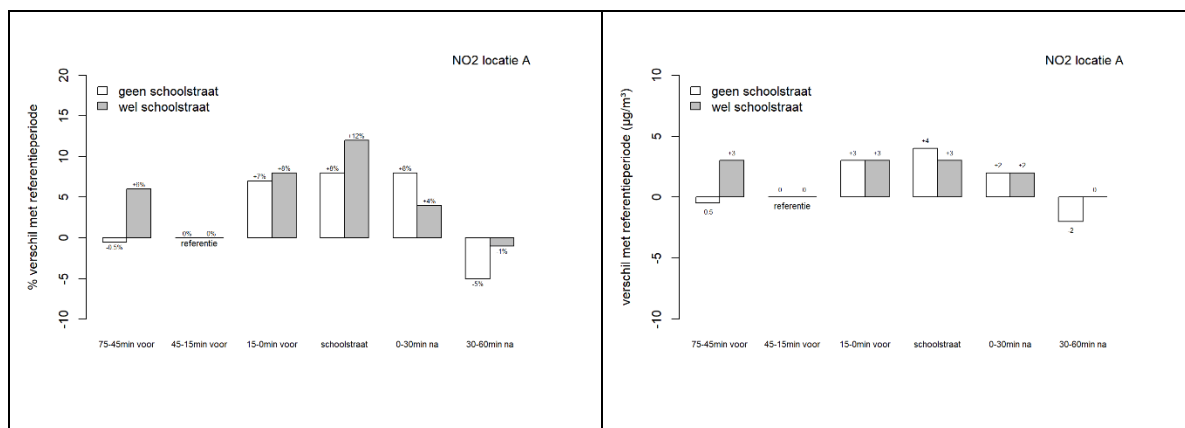 NO2 locatie A
% verschil met referentieperiode
20
15
10
5
0
-5
-10
geen schoolstraat
wel schoolstraat
-0.5%
+6%
0%
0%
referentie
+7%
+8%
+8%
+12%
+8%
+4%
-5%
1%
75-45min voor
45-15min voor
15-0min voor
schoolstraat
0-30min na
30-60min na
NO2 locatie A
verschil met referentieperiode (µg/m³)
10
5
0
-5
-10
geen schoolstraat
wel schoolstraat
0.5
+3
0
0
referentie
+3
+3
+4
+3
+2
+2
-2
0
75-45min voor
45-15min voor
15-0min voor
schoolstraat
0-30min na
30-60min na